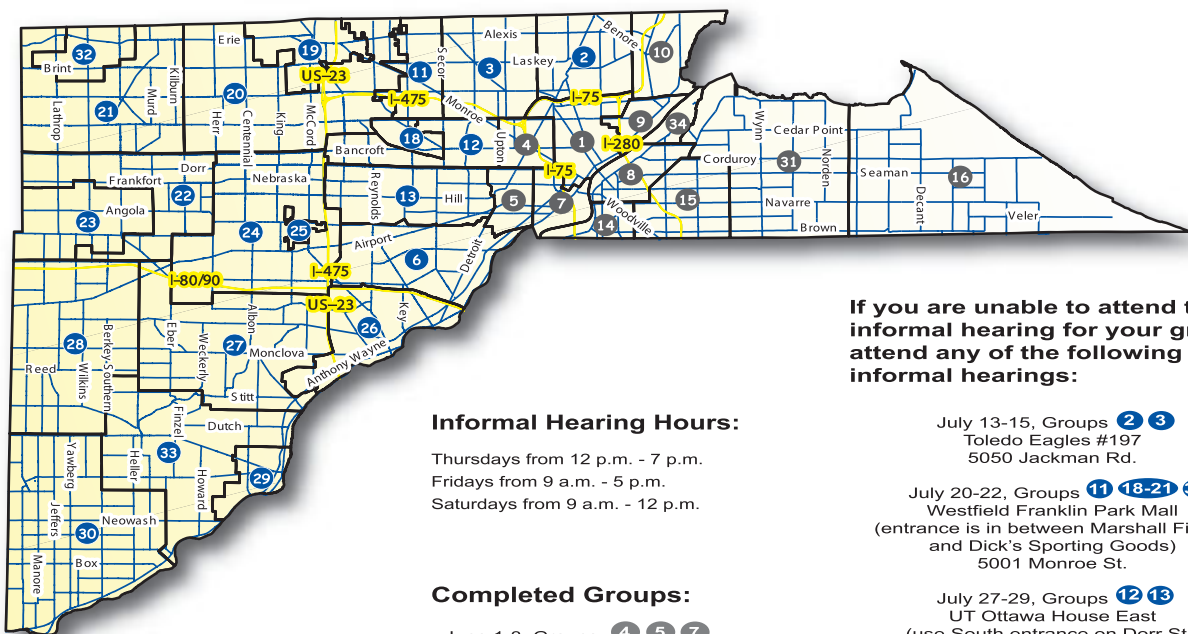 Erie
Alexis
Benore
10
32
19
Secor
2
Brint
US–23
11
3
Laskey
Kilburn
Murd
20
I–475
I–75
Lathrop
21
Herr
Centennial
King
McCord
Monroe
9
34
Wynn
Cedar Point
18
12
Upton
4
1
I–280
Bancroft
Corduroy
31
Norden
Dorr
I–75
Frankfort
Nebraska
Reynolds
8
Seaman
16
22
13
Hill
5
7
Woodville
15
Navarre
Decant
Angola
23
24
25
14
Brown
Veler
Airport
6
Detroit
I–80/90
I–475
US–23
Albon
Key
26
Eber
Weckerly
28
Berkey-Southern
27
Monclova
Anthony Wayne
Reed
Wilkins
Stitt
Finzel
Dutch
Yawberg
Heller
33
Howard
29
Jeffers
Neowash
30
Manore
Box
If you are unable to attend
informal hearing for your
attend any of the following
informal hearings:
Informal Hearing Hours:
Thursdays from 12 p.m. - 7 p.m.
Fridays from 9 a.m. - 5 p.m.
Saturdays from 9 a.m. - 12 p.m.
Completed Groups:
4 5 7
July 13-15, Groups 2 3
Toledo Eagles #197
5050 Jackman Rd.
July 20-22, Groups 11 18-21
Westfield Franklin Park Mall
(entrance is in between Marshall
and Dick's Sporting Goods)
5001 Monroe St.
July 27-29, Groups 12 13
UT Ottawa House East
(use South entrance on Dorr St